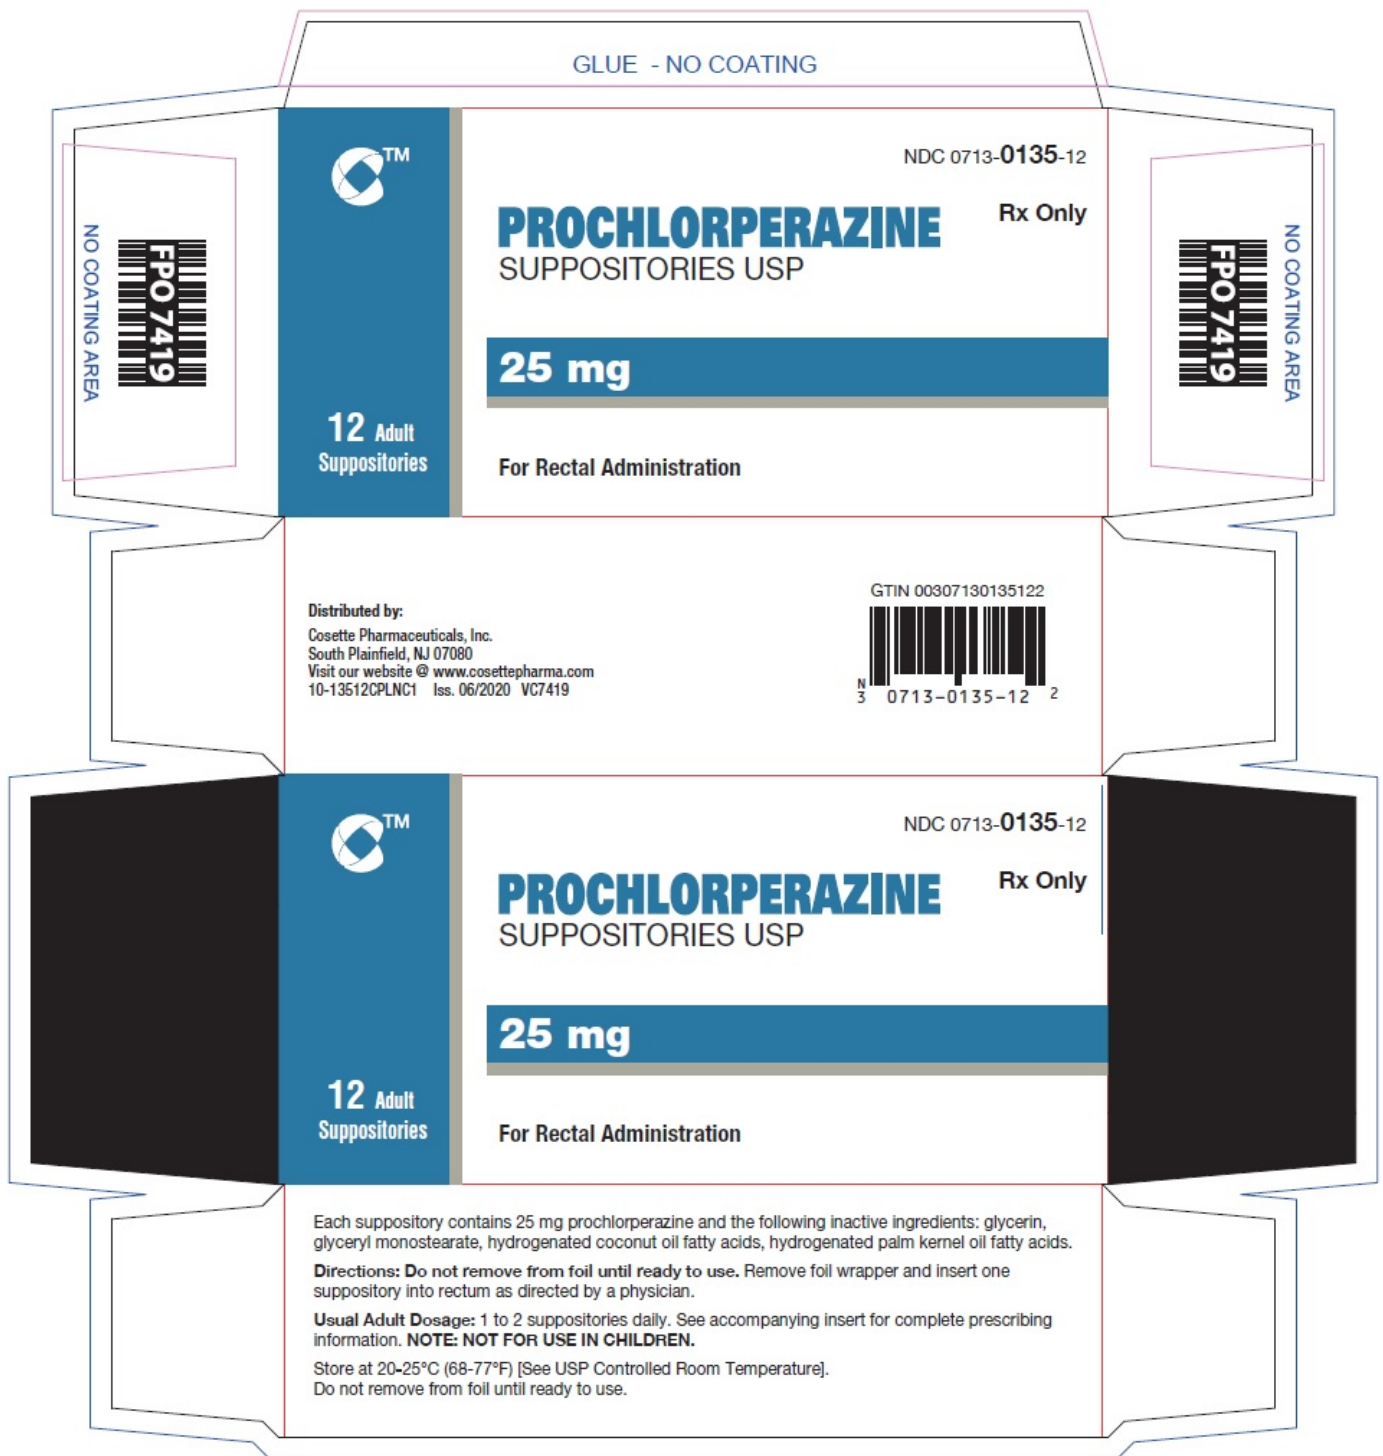 GLUE - NO COATING
TM
NDC 0713-0135-12
Rx Only
PROCHLORPERAZINE
SUPPOSITORIES USP
25 mg
12 Adult
Suppositories
For Rectal Administration
NO COATING AREA
FPO 7419
FPO 7419
NO COATING AREA
Distributed by:
Cosette Pharmaceuticals, Inc.
South Plainfield, NJ 07080
Visit our website @ www.cosettepharma.com
10-13512CPLNC1 Iss. 06/2020 VC7419
GTIN 00307130135122
N
3 0713-0135-12 2
TM
NDC 0713-0135-12
Rx Only
PROCHLORPERAZINE
SUPPOSITORIES USP
25 mg
12 Adult
Suppositories
For Rectal Administration
Each suppository contains 25 mg prochlorperazine and the following inactive ingredients: glycerin,
glyceryl monostearate, hydrogenated coconut oil fatty acids, hydrogenated palm kernel oil fatty acids.
Directions: Do not remove from foil until ready to use. Remove foil wrapper and insert one
suppository into rectum as directed by a physician.
Usual Adult Dosage: 1 to 2 suppositories daily. See accompanying insert for complete prescribing
information. NOTE: NOT FOR USE IN CHILDREN.
Store at 20-25°C (68-77°F) [See USP Controlled Room Temperature].
Do not remove from foil until ready to use.